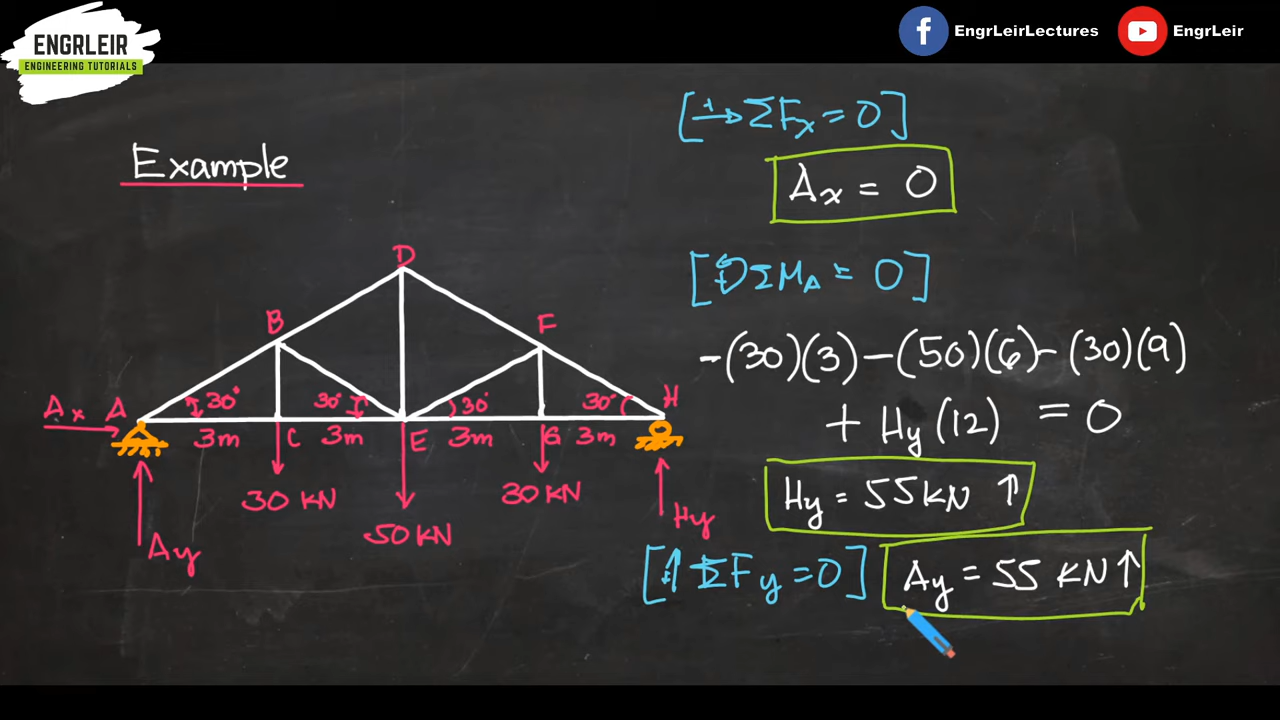 ENGRLEIR
ENGINEERING TUTORIALS
EngrLeirLectures
EngrLeir
Example
[+→ ΣFx = 0]
Ax = 0
[↺+ ΣMA = 0]
-(30)(3) - (50)(6) - (30)(9)
+ Hy (12) = 0
Hy = 55 kN ↑
[+↑ ΣFy = 0] Ay = 55 KN ↑
D
B F
Ax A 30° 30° 30° 30° H
3m C 3m E 3m G 3m
30 KN 30 KN
50 KN Hy
Ay